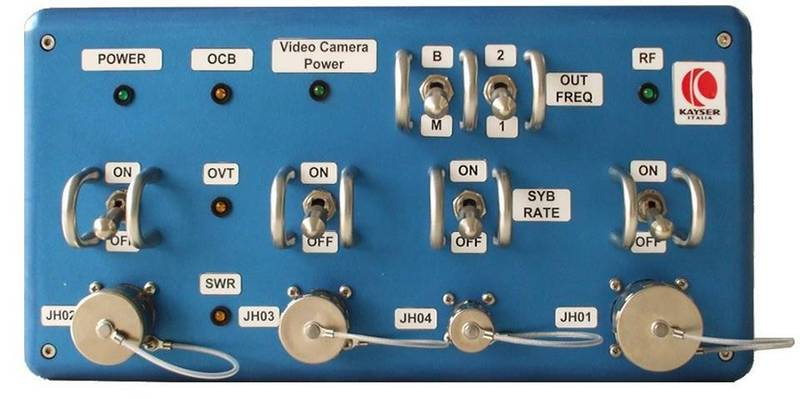 POWER
OCB
Video Camera
Power
B
2
OUT
FREQ
M
1
RF
KAYSER
ITALIA
ON
OVT
ON
ON
SYB
RATE
ON
OFF
OFF
OFF
OFF
SWR
JH02
JH03
JH04
JH01